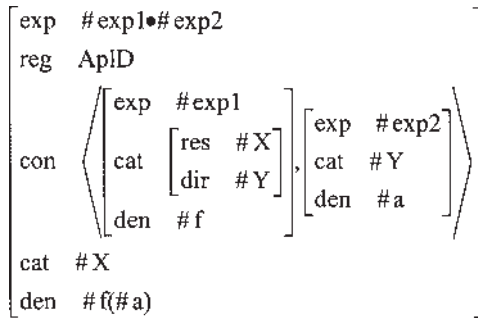 exp #exp1•#exp2
reg ApID
exp #exp1
exp #exp2
res #X
cat
dir #Y
cat #Y
con
den #f
den #a
cat #X
den #f(#a)